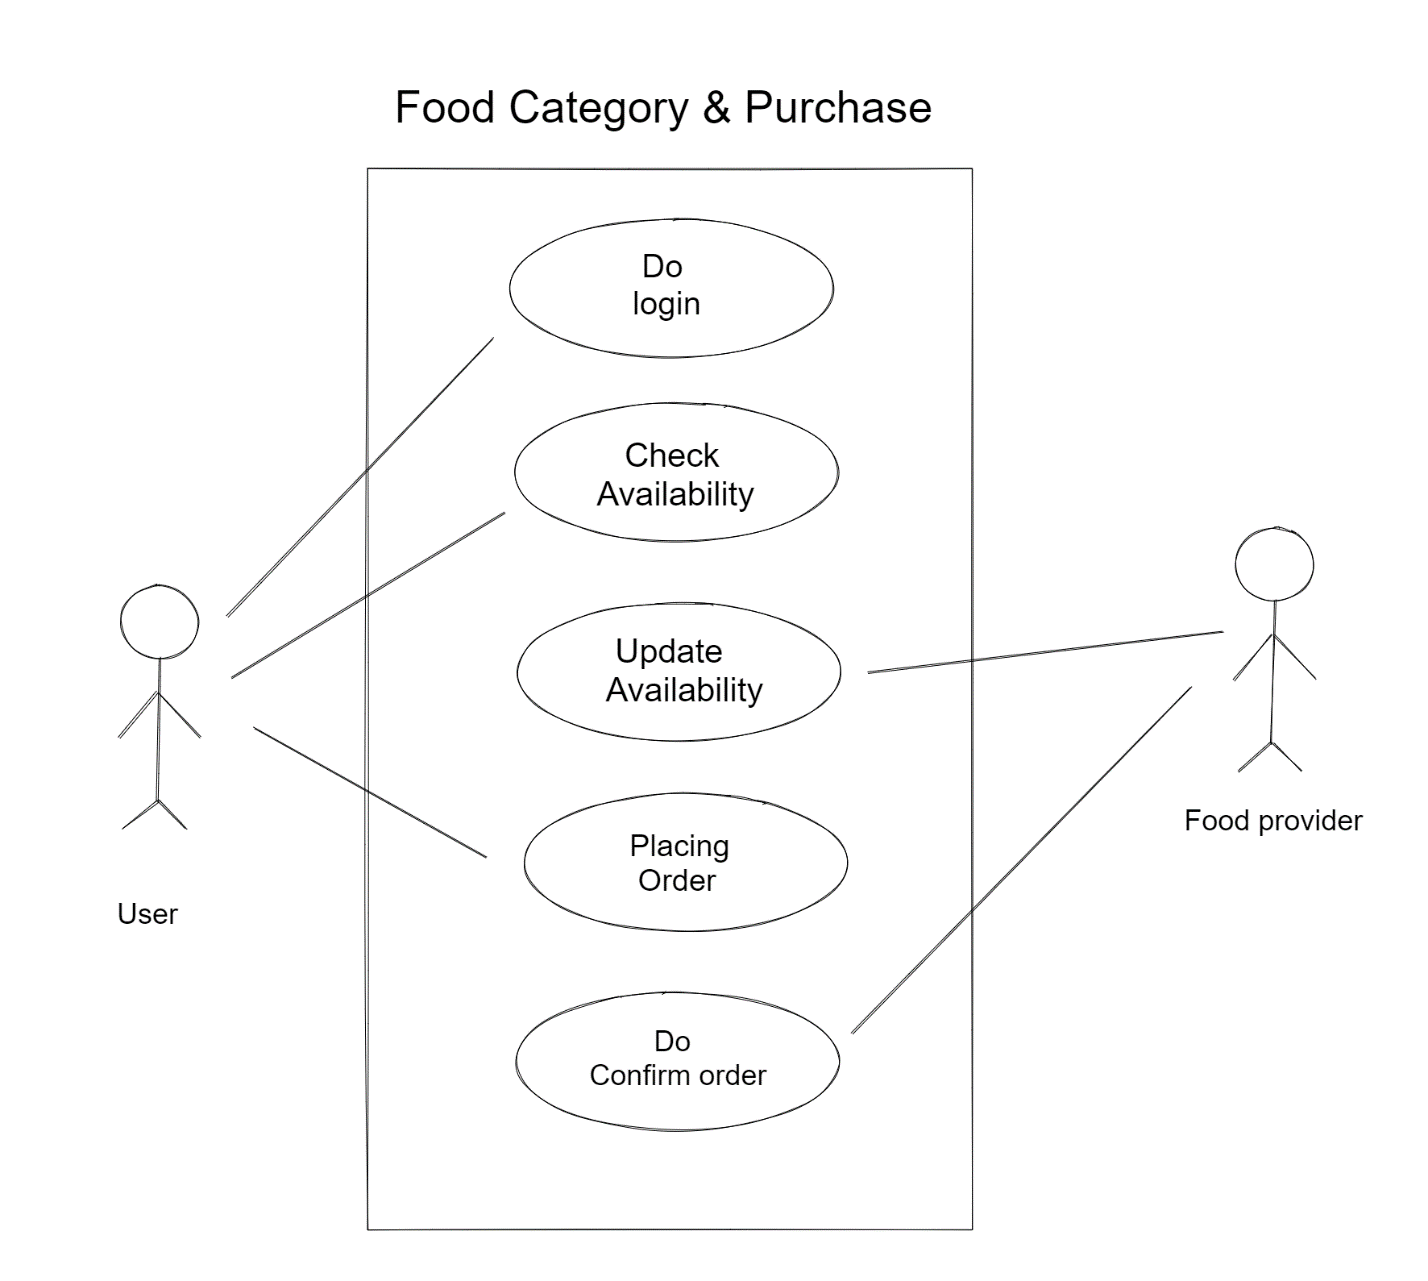 Food Category & Purchase
Do
login
Check
Availability
Update
Availability
Placing
Order
Do
Confirm order
User
Food provider